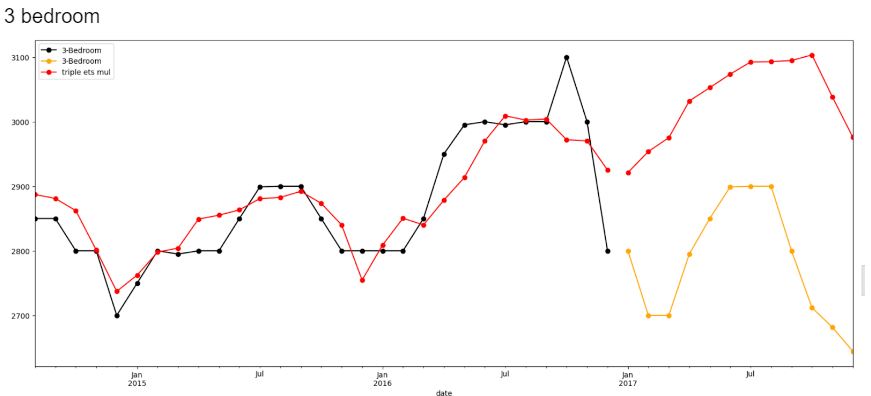 3 bedroom
3-Bedroom
3-Bedroom
triple ets mul
3100
3000
2900
2800
2700
Jan
2015
Jul
Jan
2016
Jul
Jan
2017
Jul
date